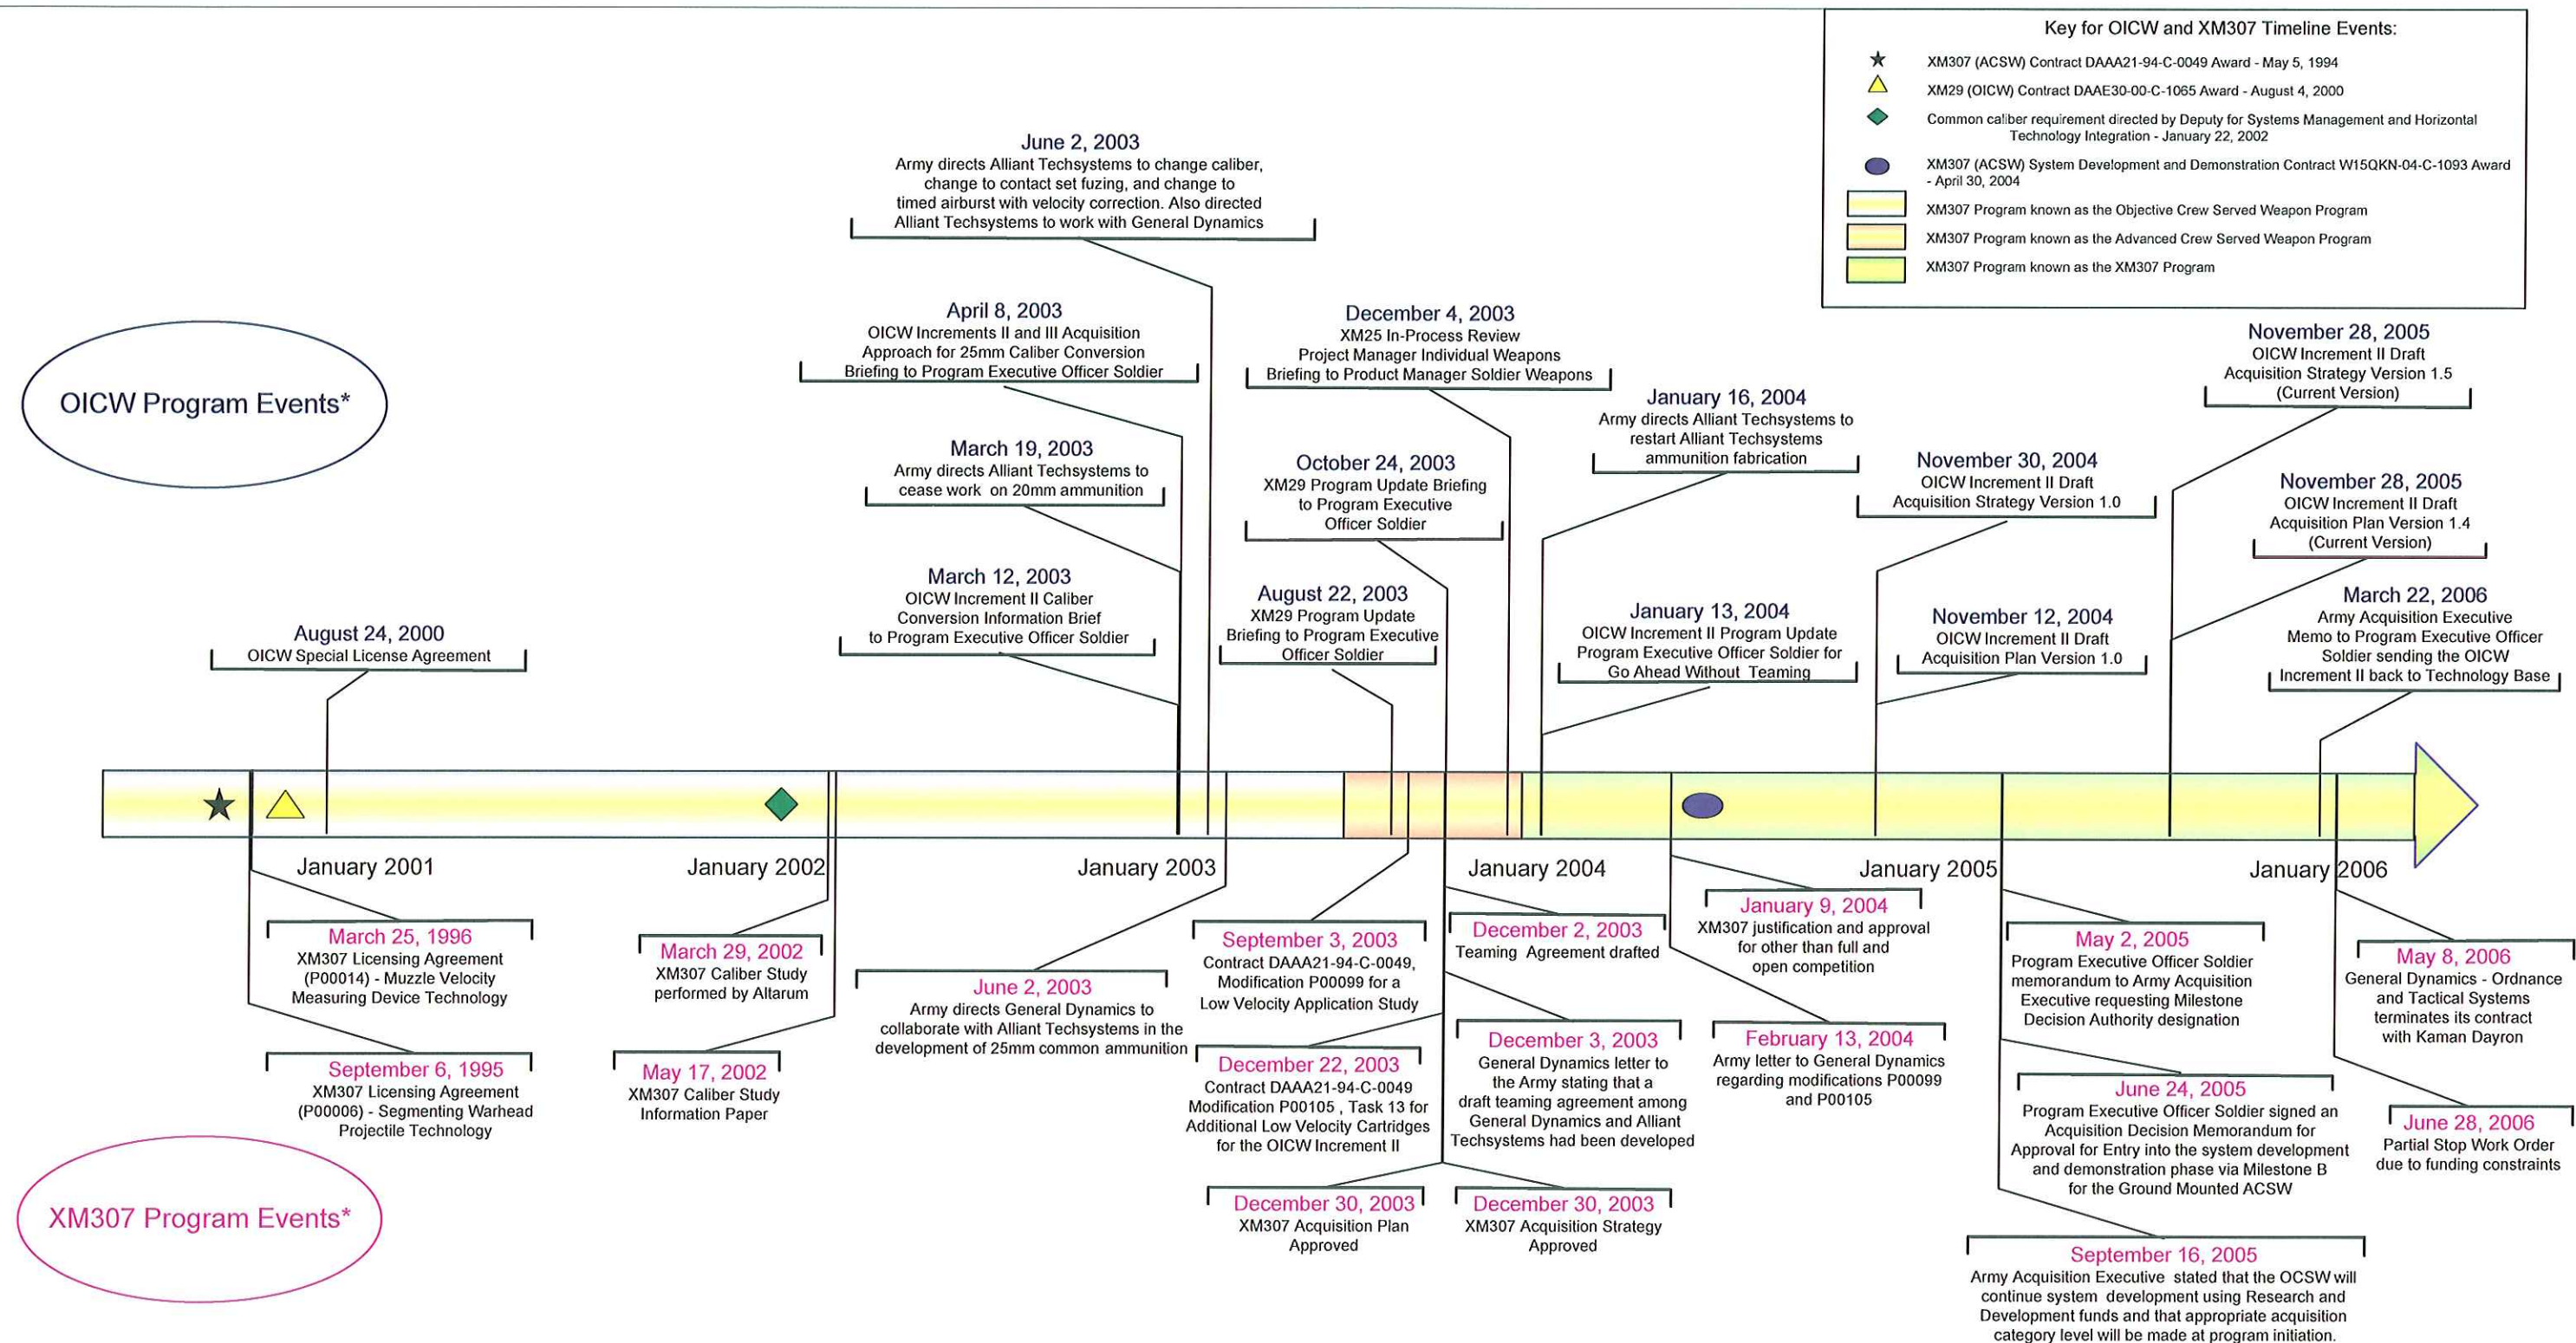 Key for OICW and XM307 Timeline Events:
XM307 (ACSW) Contract DAAA21-94-C-0049 Award - May 5, 1994
XM29 (OICW) Contract DAAE30-00-C-1065 Award - August 4, 2000
Common caliber requirement directed by Deputy for Systems Management and Horizontal
Technology Integration - January 22, 2002
XM307 (ACSW) System Development and Demonstration Contract W15QKN-04-C-1093 Award
- April 30, 2004
XM307 Program known as the Objective Crew Served Weapon Program
XM307 Program known as the Advanced Crew Served Weapon Program
XM307 Program known as the XM307 Program
OICW Program Events*
August 24, 2000
OICW Special License Agreement
June 2, 2003
Army directs Alliant Techsystems to change caliber,
change to contact set fuzing, and change to
timed airburst with velocity correction. Also directed
Alliant Techsystems to work with General Dynamics
April 8, 2003
OICW Increments II and III Acquisition
Approach for 25mm Caliber Conversion
Briefing to Program Executive Officer Soldier
March 19, 2003
Army directs Alliant Techsystems to
cease work on 20mm ammunition
March 12, 2003
OICW Increment II Caliber
Conversion Information Brief
to Program Executive Officer Soldier
December 4, 2003
XM25 In-Process Review
Project Manager Individual Weapons
Briefing to Product Manager Soldier Weapons
October 24, 2003
XM29 Program Update Briefing
to Program Executive
Officer Soldier
August 22, 2003
XM29 Program Update
Briefing to Program Executive
Officer Soldier
January 16, 2004
Army directs Alliant Techsystems to
restart Alliant Techsystems
ammunition fabrication
January 13, 2004
OICW Increment II Program Update
Program Executive Officer Soldier for
Go Ahead Without Teaming
November 30, 2004
OICW Increment II Draft
Acquisition Strategy Version 1.0
November 12, 2004
OICW Increment II Draft
Acquisition Plan Version 1.0
November 28, 2005
OICW Increment II Draft
Acquisition Strategy Version 1.5
(Current Version)
November 28, 2005
OICW Increment II Draft
Acquisition Plan Version 1.4
(Current Version)
March 22, 2006
Army Acquisition Executive
Memo to Program Executive Officer
Soldier sending the OICW
Increment II back to Technology Base
January 2001
January 2002
January 2003
January 2004
January 2005
January 2006
March 25, 1996
XM307 Licensing Agreement
(P00014) - Muzzle Velocity
Measuring Device Technology
September 6, 1995
XM307 Licensing Agreement
(P00006) - Segmenting Warhead
Projectile Technology
March 29, 2002
XM307 Caliber Study
performed by Altarum
May 17, 2002
XM307 Caliber Study
Information Paper
June 2, 2003
Army directs General Dynamics to
collaborate with Alliant Techsystems in the
development of 25mm common ammunition
September 3, 2003
Contract DAAA21-94-C-0049,
Modification P00099 for a
Low Velocity Application Study
December 22, 2003
Contract DAAA21-94-C-0049
Modification P00105 , Task 13 for
Additional Low Velocity Cartridges
for the OICW Increment II
December 30, 2003
XM307 Acquisition Plan
Approved
December 2, 2003
Teaming Agreement drafted
December 3, 2003
General Dynamics letter to
the Army stating that a
draft teaming agreement among
General Dynamics and Alliant
Techsystems had been developed
December 30, 2003
XM307 Acquisition Strategy
Approved
January 9, 2004
XM307 justification and approval
for other than full and
open competition
February 13, 2004
Army letter to General Dynamics
regarding modifications P00099
and P00105
May 2, 2005
Program Executive Officer Soldier
memorandum to Army Acquisition
Executive requesting Milestone
Decision Authority designation
June 24, 2005
Program Executive Officer Soldier signed an
Acquisition Decision Memorandum for
Approval for Entry into the system development
and demonstration phase via Milestone B
for the Ground Mounted ACSW
September 16, 2005
Army Acquisition Executive stated that the OCSW will
continue system development using Research and
Development funds and that appropriate acquisition
category level will be made at program initiation.
May 8, 2006
General Dynamics - Ordnance
and Tactical Systems
terminates its contract
with Kaman Dayron
June 28, 2006
Partial Stop Work Order
due to funding constraints
XM307 Program Events*